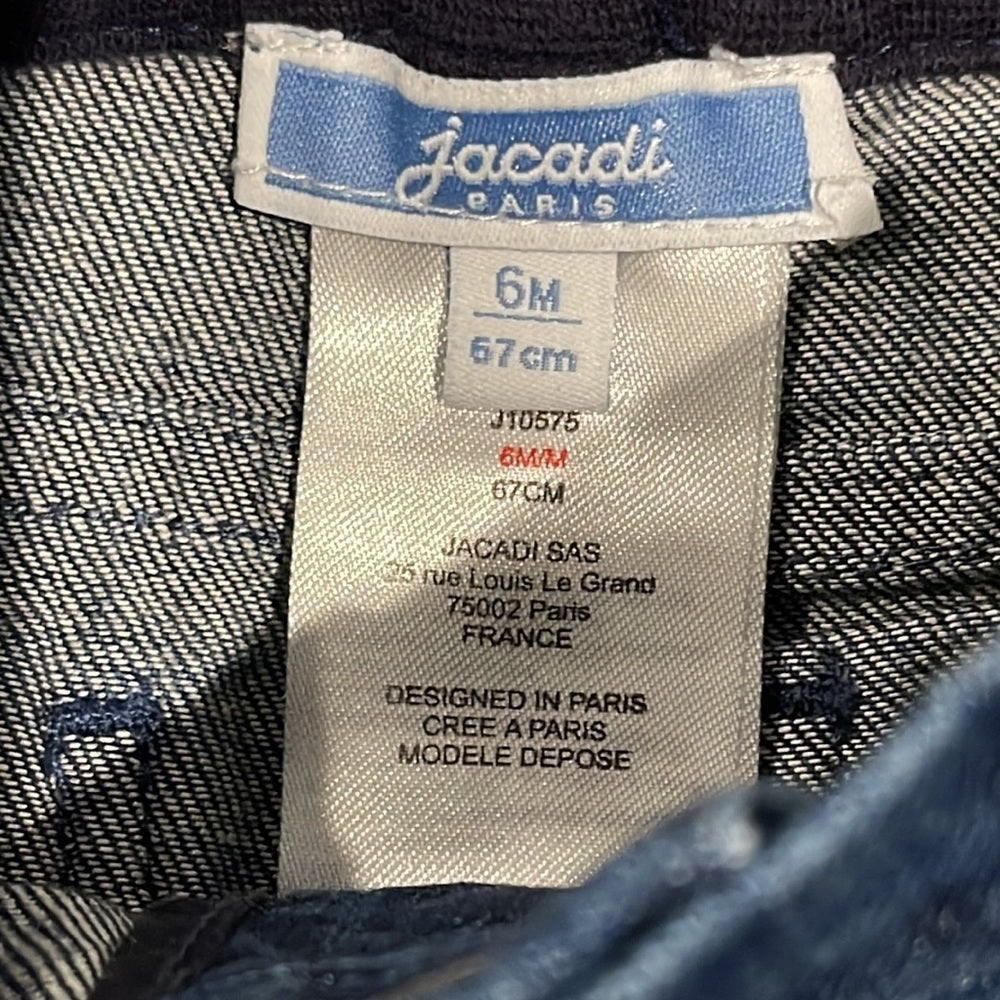 jacadi
PARIS
6M
67cm
J10575
6M/M
67CM
JACADI SAS
25 rue Louis Le Grand
75002 Paris
FRANCE
DESIGNED IN PARIS
CREE A PARIS
MODELE DEPOSE